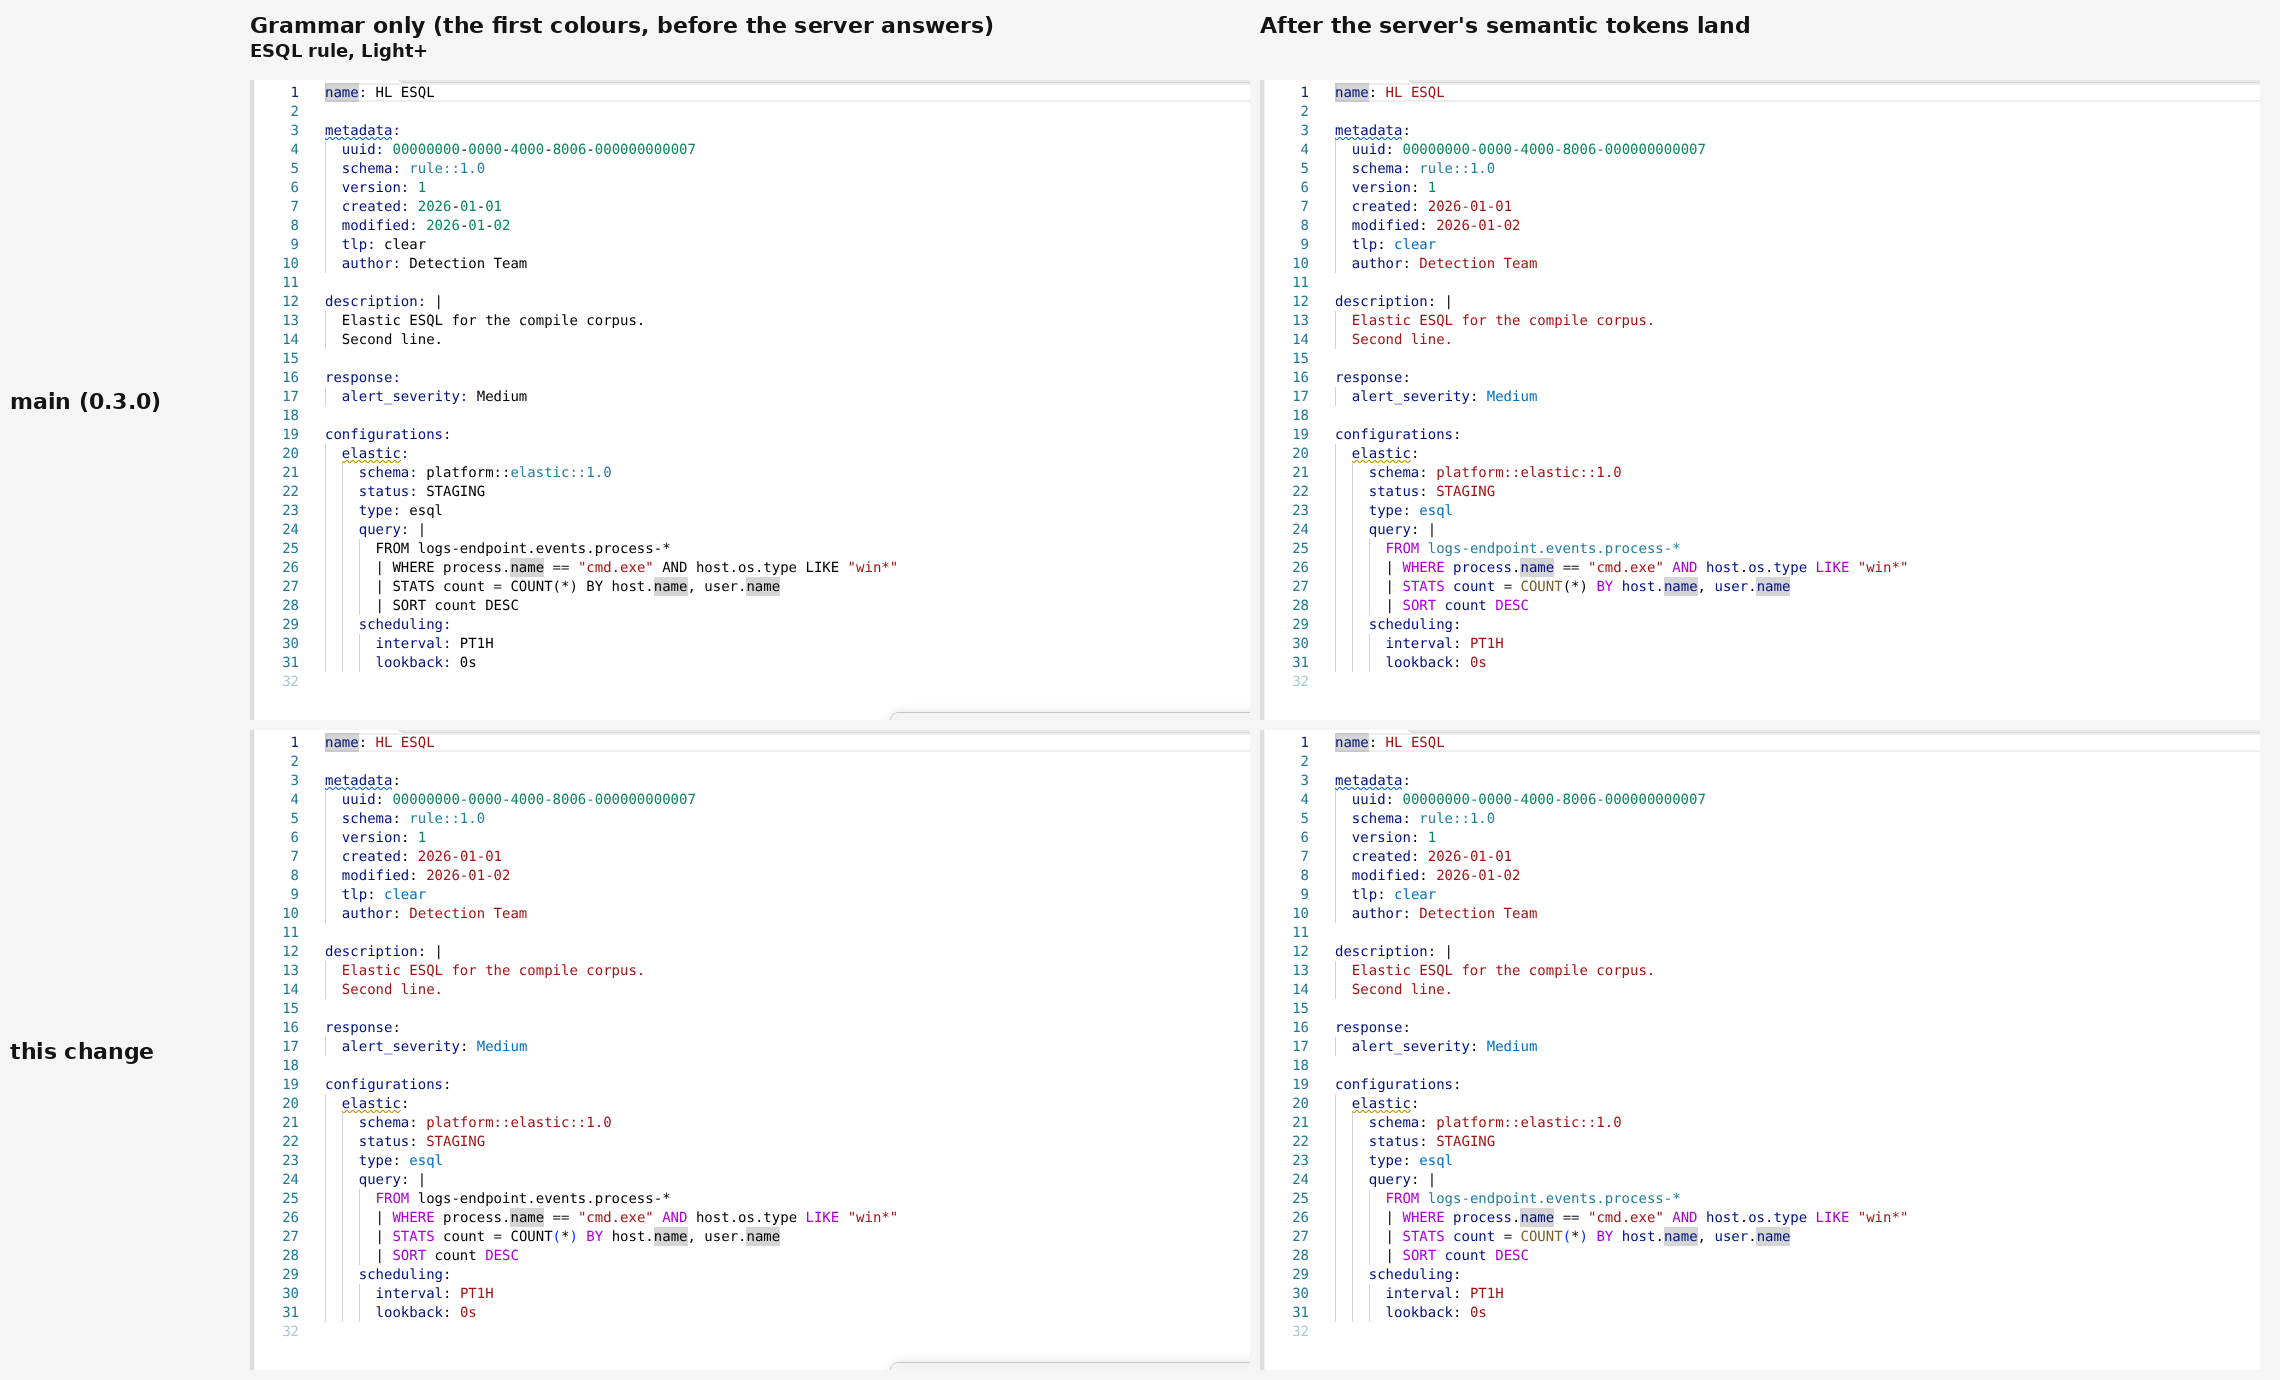 Grammar only (the first colours, before the server answers)
ESQL rule, Light+
After the server's semantic tokens land
main (0.3.0)
1 name: HL ESQL
2
3 metadata:
4 uuid: 00000000-0000-4000-8006-000000000007
5 schema: rule::1.0
6 version: 1
7 created: 2026-01-01
8 modified: 2026-01-02
9 tlp: clear
10 author: Detection Team
11
12 description: |
13 Elastic ESQL for the compile corpus.
14 Second line.
15
16 response:
17 alert_severity: Medium
18
19 configurations:
20 elastic:
21 schema: platform::elastic::1.0
22 status: STAGING
23 type: esql
24 query: |
25 FROM logs-endpoint.events.process-*
26 | WHERE process.name == "cmd.exe" AND host.os.type LIKE "win*"
27 | STATS count = COUNT(*) BY host.name, user.name
28 | SORT count DESC
29 scheduling:
30 interval: PT1H
31 lookback: 0s
32
1 name: HL ESQL
2
3 metadata:
4 uuid: 00000000-0000-4000-8006-000000000007
5 schema: rule::1.0
6 version: 1
7 created: 2026-01-01
8 modified: 2026-01-02
9 tlp: clear
10 author: Detection Team
11
12 description: |
13 Elastic ESQL for the compile corpus.
14 Second line.
15
16 response:
17 alert_severity: Medium
18
19 configurations:
20 elastic:
21 schema: platform::elastic::1.0
22 status: STAGING
23 type: esql
24 query: |
25 FROM logs-endpoint.events.process-*
26 | WHERE process.name == "cmd.exe" AND host.os.type LIKE "win*"
27 | STATS count = COUNT(*) BY host.name, user.name
28 | SORT count DESC
29 scheduling:
30 interval: PT1H
31 lookback: 0s
32
this change
1 name: HL ESQL
2
3 metadata:
4 uuid: 00000000-0000-4000-8006-000000000007
5 schema: rule::1.0
6 version: 1
7 created: 2026-01-01
8 modified: 2026-01-02
9 tlp: clear
10 author: Detection Team
11
12 description: |
13 Elastic ESQL for the compile corpus.
14 Second line.
15
16 response:
17 alert_severity: Medium
18
19 configurations:
20 elastic:
21 schema: platform::elastic::1.0
22 status: STAGING
23 type: esql
24 query: |
25 FROM logs-endpoint.events.process-*
26 | WHERE process.name == "cmd.exe" AND host.os.type LIKE "win*"
27 | STATS count = COUNT(*) BY host.name, user.name
28 | SORT count DESC
29 scheduling:
30 interval: PT1H
31 lookback: 0s
32
1 name: HL ESQL
2
3 metadata:
4 uuid: 00000000-0000-4000-8006-000000000007
5 schema: rule::1.0
6 version: 1
7 created: 2026-01-01
8 modified: 2026-01-02
9 tlp: clear
10 author: Detection Team
11
12 description: |
13 Elastic ESQL for the compile corpus.
14 Second line.
15
16 response:
17 alert_severity: Medium
18
19 configurations:
20 elastic:
21 schema: platform::elastic::1.0
22 status: STAGING
23 type: esql
24 query: |
25 FROM logs-endpoint.events.process-*
26 | WHERE process.name == "cmd.exe" AND host.os.type LIKE "win*"
27 | STATS count = COUNT(*) BY host.name, user.name
28 | SORT count DESC
29 scheduling:
30 interval: PT1H
31 lookback: 0s
32